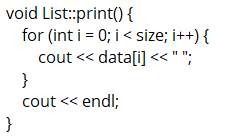 void List::print() {
for (int i = 0; i < size; i++) {
cout << data[i] << " ";
}
cout << endl;
}